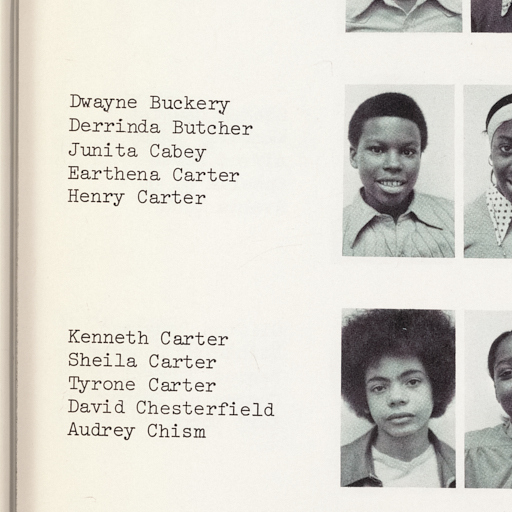 Dwayne Buckery
Derrinda Butcher
Junita Cabey
Earthena Carter
Henry Carter
Kenneth Carter
Sheila Carter
Tyrone Carter
David Chesterfield
Audrey Chism